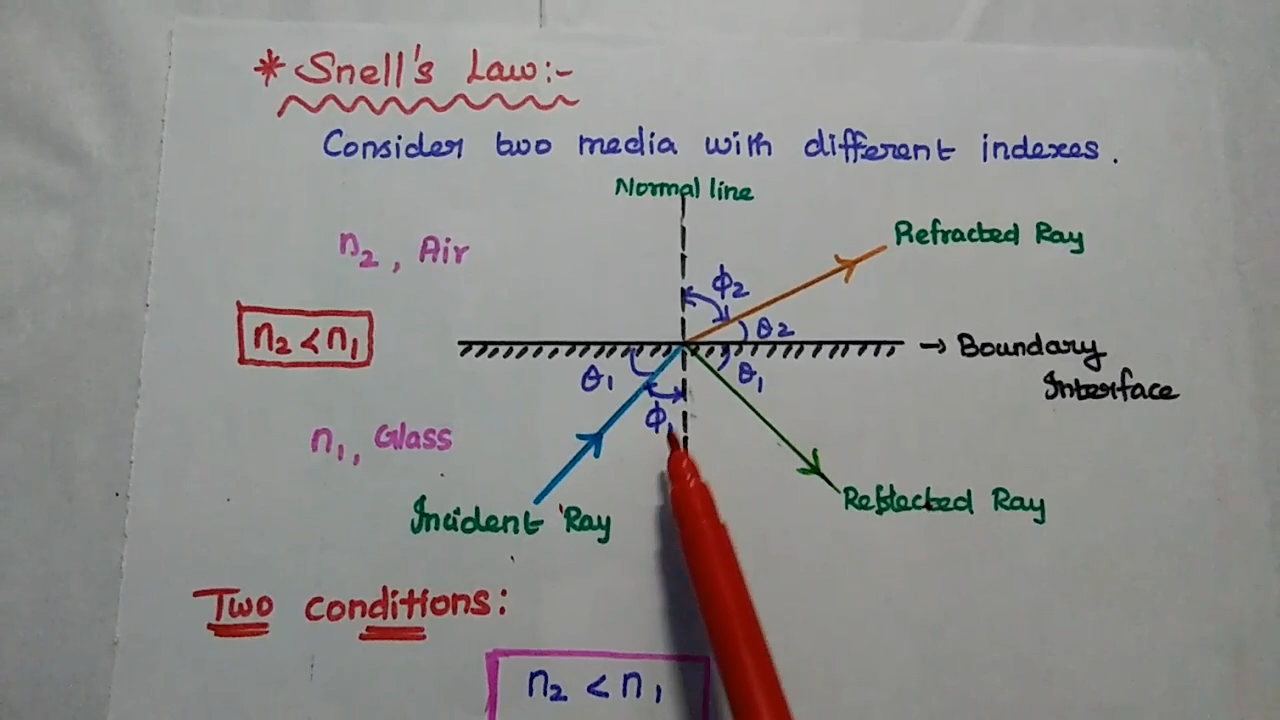 * Snell's Law:-
Consider two media with different indexes.
Normal line
n₂, Air
Refracted Ray
ϕ₂
θ₂
n₂ < n₁
→ Boundary
Interface
θ₁
θ₁
ϕ₁
n₁, Glass
Incident Ray
Reflected Ray
Two conditions:
n₂ < n₁